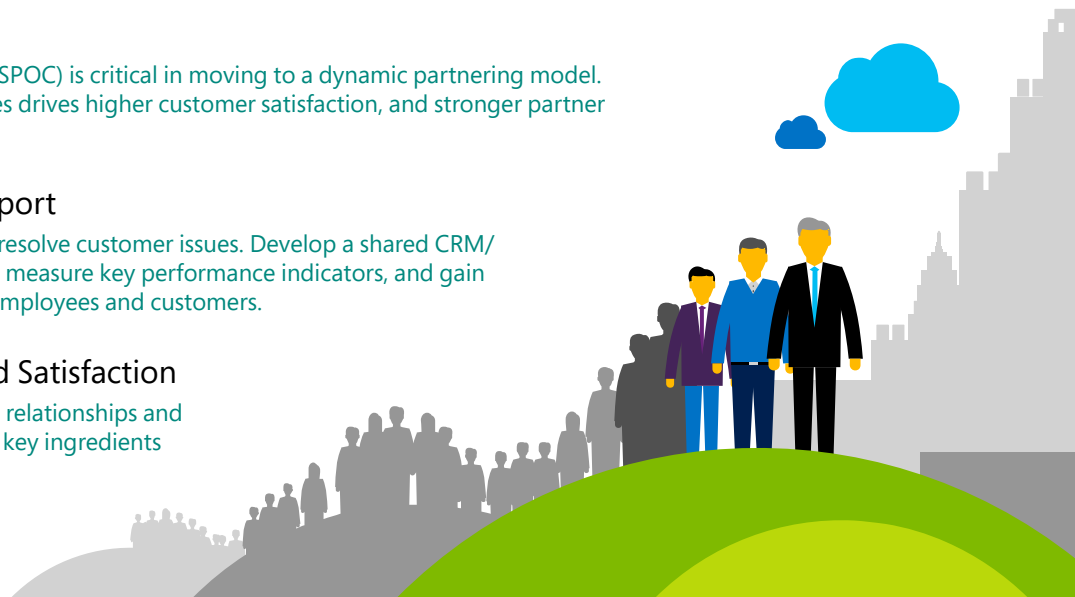 SPOC) is critical in moving to a dynamic partnering model.
es drives higher customer satisfaction, and stronger partner
port
resolve customer issues. Develop a shared CRM/
measure key performance indicators, and gain
mployees and customers.
d Satisfaction
relationships and
key ingredients